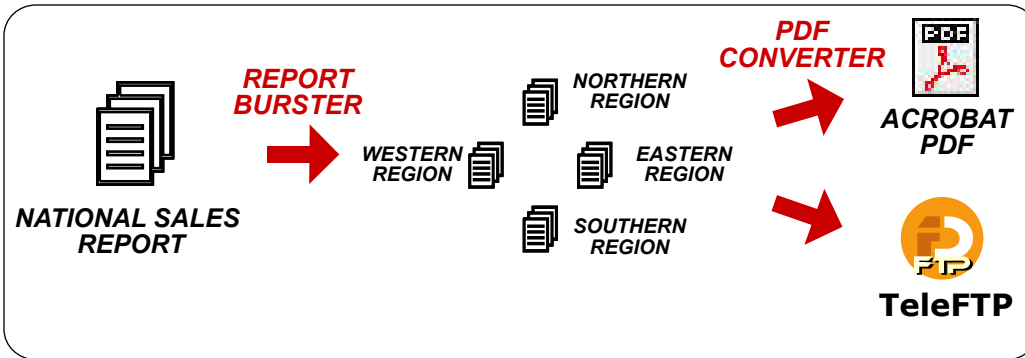 NATIONAL SALES
REPORT
REPORT
BURSTER
NORTHERN
REGION
WESTERN
REGION
EASTERN
REGION
SOUTHERN
REGION
PDF
CONVERTER
PDF
ACROBAT
PDF
FTP
TeleFTP